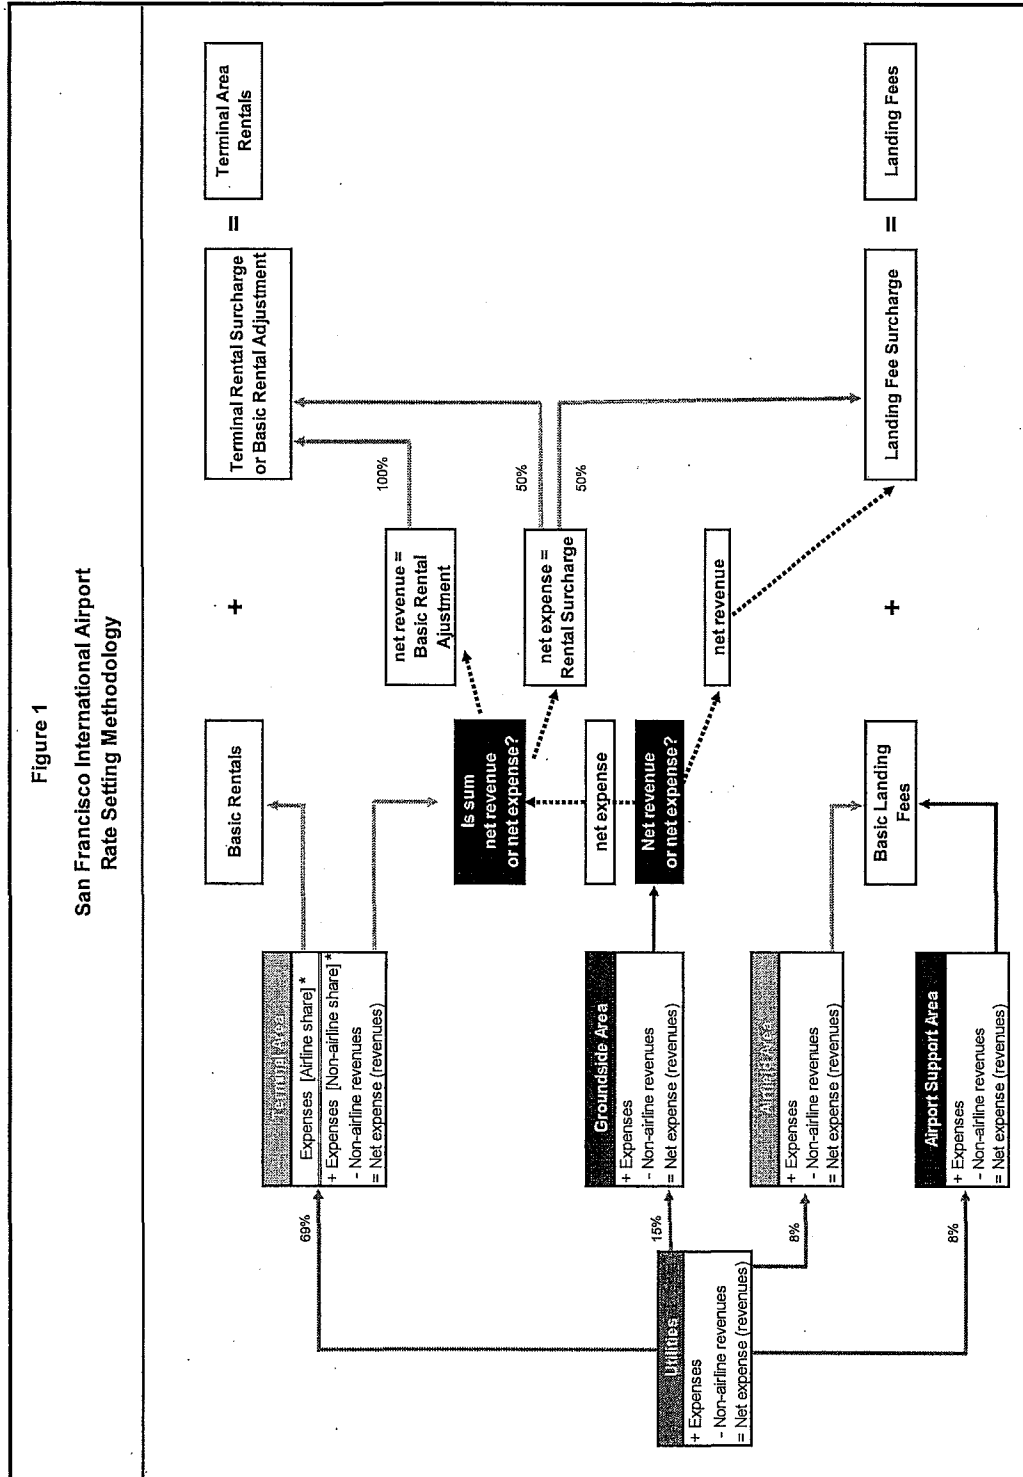 Figure 1
San Francisco International Airport
Rate Setting Methodology
Utilities
+ Expenses
- Non-airline revenues
= Net expense (revenues)
69%
15%
8%
8%
Terminal Area
Expenses [Airline share] *
+ Expenses [Non-airline share] *
- Non-airline revenues
= Net expense (revenues)
Groundside Area
+ Expenses
- Non-airline revenues
= Net expense (revenues)
Airfield Area
+ Expenses
- Non-airline revenues
= Net expense (revenues)
Airport Support Area
+ Expenses
- Non-airline revenues
= Net expense (revenues)
Basic Rentals
Is sum
net revenue
or net expense?
net expense
Net revenue
or net expense?
Basic Landing
Fees
+
net revenue =
Basic Rental
Ajustment
net expense =
Rental Surcharge
net revenue
+
100%
50%
50%
Terminal Rental Surcharge
or Basic Rental Adjustment
Landing Fee Surcharge
=
=
Terminal Area
Rentals
Landing Fees